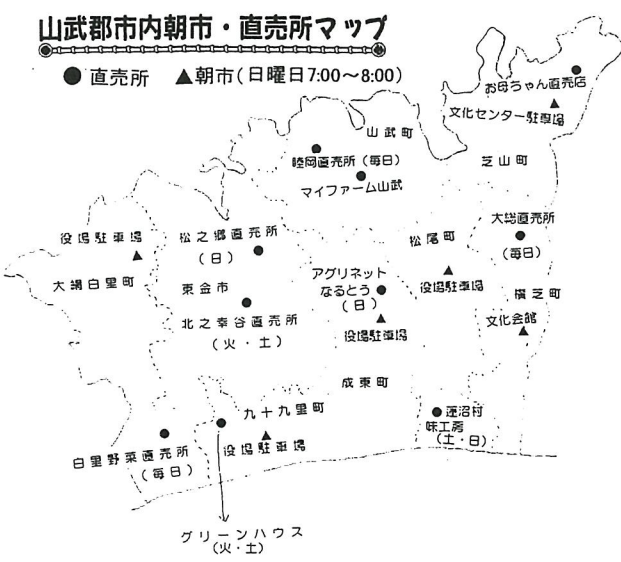 山武郡市内朝市・直売所マップ
●直売所 ▲朝市(日曜日7:00〜8:00)
お母ちゃん直売店
文化センター駐車場
山武町
睦岡直売所(毎日)
芝山町
マイファーム山武
大総直売所
(毎日)
役場駐車場
松之郷直売所
(日)
松尾町
大網白里町
アグリネット
なるとう
(日)
役場駐車場
横芝町
東金市
北之幸谷直売所
(火・土)
役場駐車場
文化会館
成東町
九十九里町
蓮沼村
味工房
(土・日)
白里野菜直売所
(毎日)
役場駐車場
グリーンハウス
(火・土)